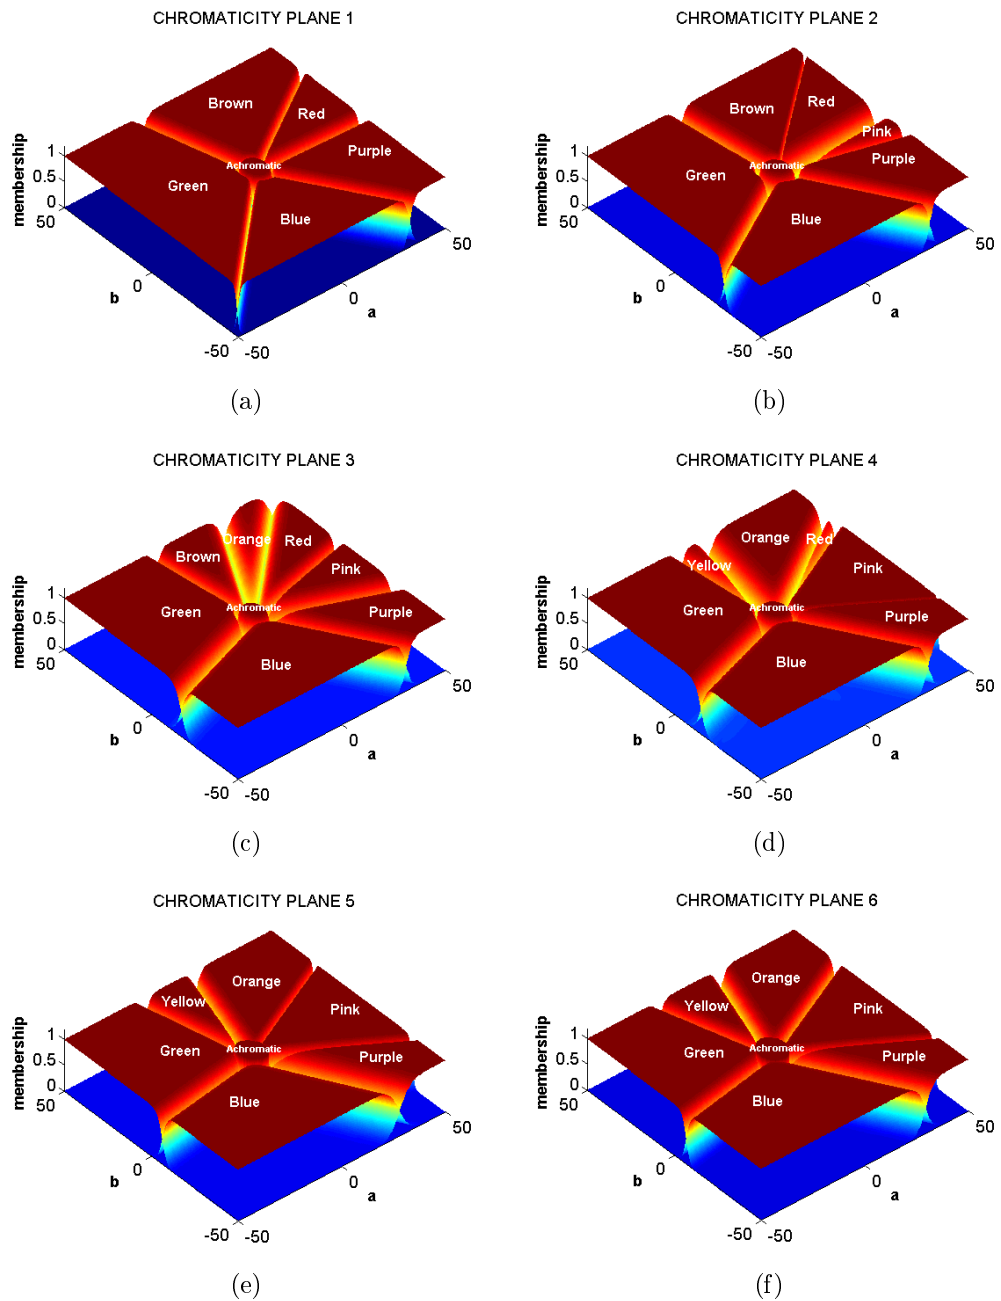 CHROMATICITY PLANE 1
Brown
Red
Purple
Achromatic
Green
Blue
membership
1
0.5
0
50
0
-50
b
-50
0
50
a
(a)
CHROMATICITY PLANE 2
Brown
Red
Pink
Purple
Achromatic
Green
Blue
membership
1
0.5
0
50
0
-50
b
-50
0
50
a
(b)
CHROMATICITY PLANE 3
Orange
Brown
Red
Pink
Achromatic
Green
Purple
Blue
membership
1
0.5
0
50
0
-50
b
-50
0
50
a
(c)
CHROMATICITY PLANE 4
Orange
Red
Yellow
Pink
Achromatic
Green
Purple
Blue
membership
1
0.5
0
50
0
-50
b
-50
0
50
a
(d)
CHROMATICITY PLANE 5
Orange
Yellow
Pink
Achromatic
Green
Purple
Blue
membership
1
0.5
0
50
0
-50
b
-50
0
50
a
(e)
CHROMATICITY PLANE 6
Orange
Yellow
Pink
Achromatic
Green
Purple
Blue
membership
1
0.5
0
50
0
-50
b
-50
0
50
a
(f)